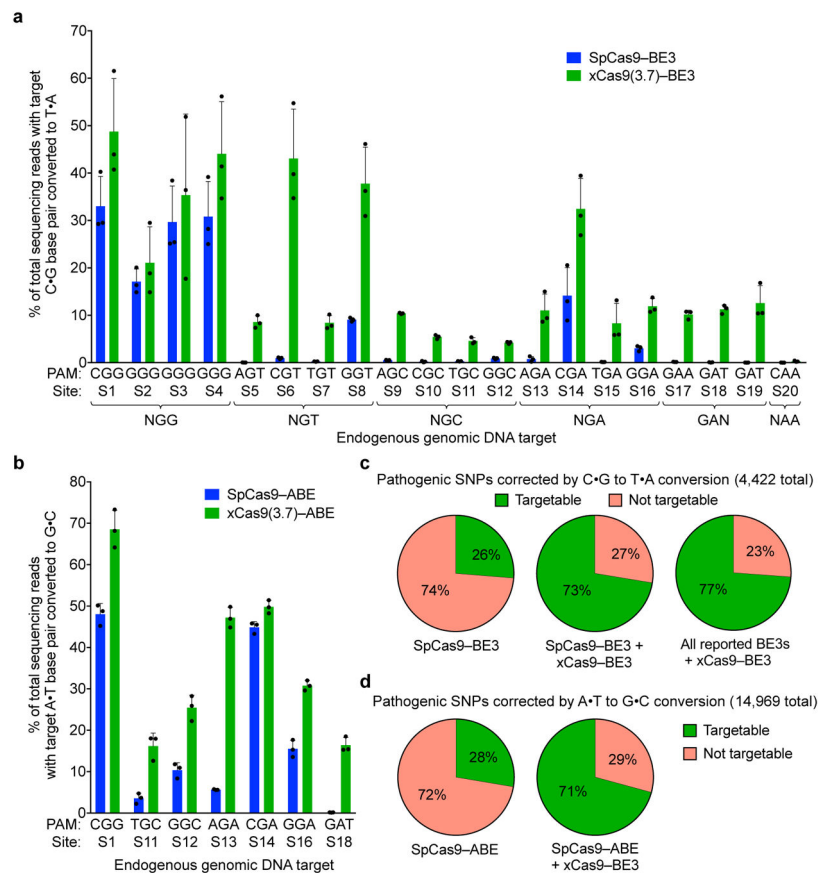 a
% of total sequencing reads with target
C•G base pair converted to T•A
70
60
50
40
30
20
10
0
SpCas9–BE3
xCas9(3.7)–BE3
PAM: CGG GGG GGG GGG AGT CGT TGT GGT AGC CGC TGC GGC AGA CGA TGA GGA GAA GAT GAT CAA
Site: S1 S2 S3 S4 S5 S6 S7 S8 S9 S10 S11 S12 S13 S14 S15 S16 S17 S18 S19 S20
NGG NGT NGC NGA GAN NAA
Endogenous genomic DNA target
b
% of total sequencing reads
with target A•T base pair converted to G•C
80
70
60
50
40
30
20
10
0
SpCas9–ABE
xCas9(3.7)–ABE
PAM: CGG TGC GGC AGA CGA GGA GAT
Site: S1 S11 S12 S13 S14 S16 S18
Endogenous genomic DNA target
c
Pathogenic SNPs corrected by C•G to T•A conversion (4,422 total)
Targetable Not targetable
26%
74%
SpCas9–BE3
27%
73%
SpCas9–BE3 +
xCas9–BE3
23%
77%
All reported BE3s
+ xCas9–BE3
d
Pathogenic SNPs corrected by A•T to G•C conversion (14,969 total)
Targetable
Not targetable
28%
72%
SpCas9–ABE
29%
71%
SpCas9–ABE
+ xCas9–BE3